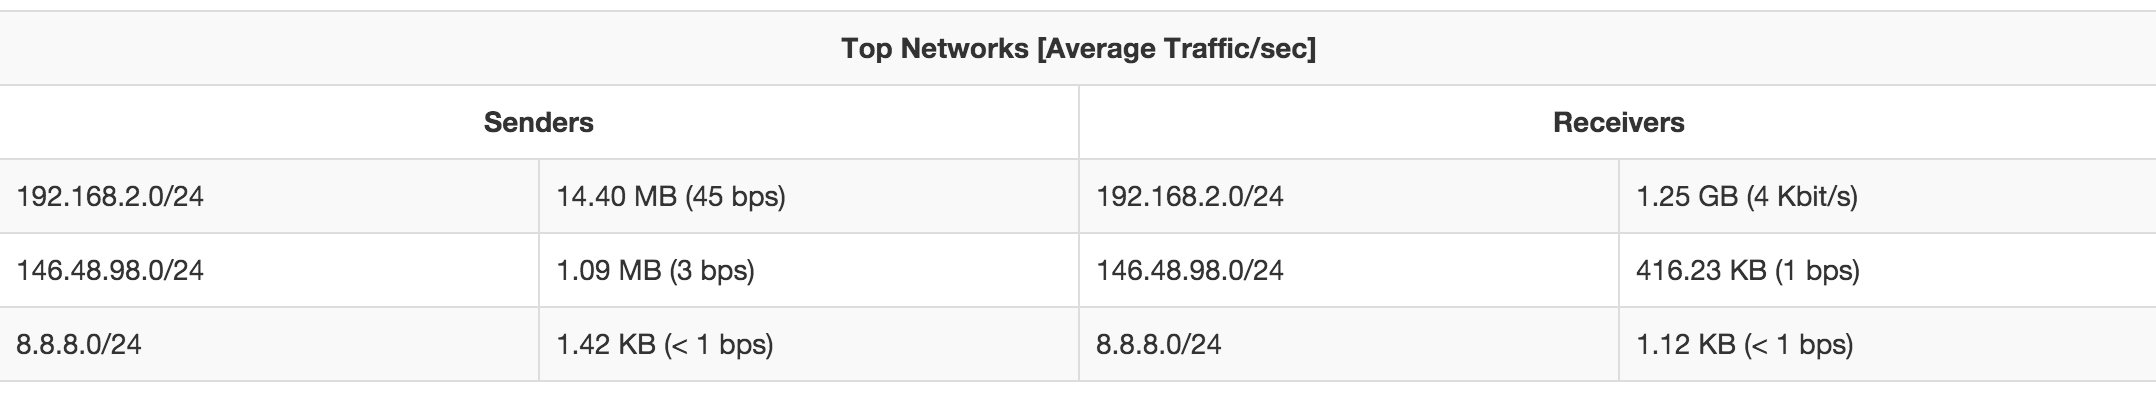 Top Networks [Average Traffic/sec]
Senders Receivers
192.168.2.0/24 14.40 MB (45 bps) 192.168.2.0/24 1.25 GB (4 Kbit/s)
146.48.98.0/24 1.09 MB (3 bps) 146.48.98.0/24 416.23 KB (1 bps)
8.8.8.0/24 1.42 KB (< 1 bps) 8.8.8.0/24 1.12 KB (< 1 bps)